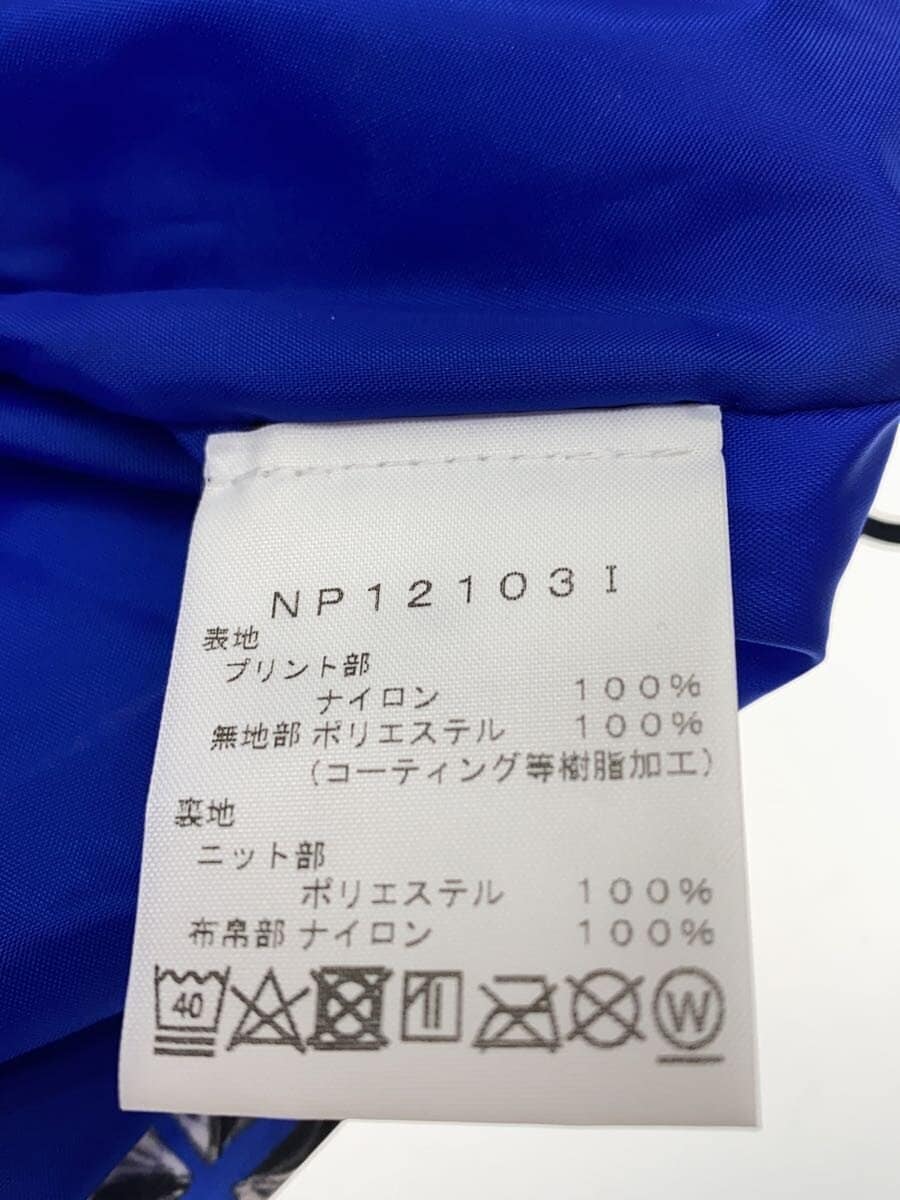 NP12103I
表地
プリント部
ナイロン 100%
無地部 ポリエステル 100%
(コーティング等樹脂加工)
裏地
ニット部
ポリエステル 100%
布帛部 ナイロン 100%
40 W